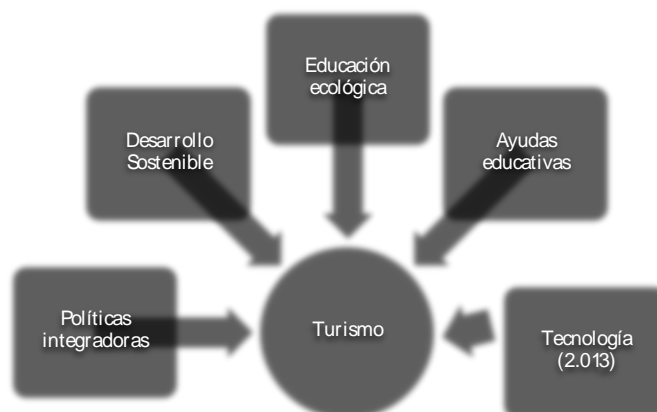 Educación
ecológica
Desarrollo
Sostenible
Ayudas
educativas
Políticas
integradoras
Turismo
Tecnología
(2.013)